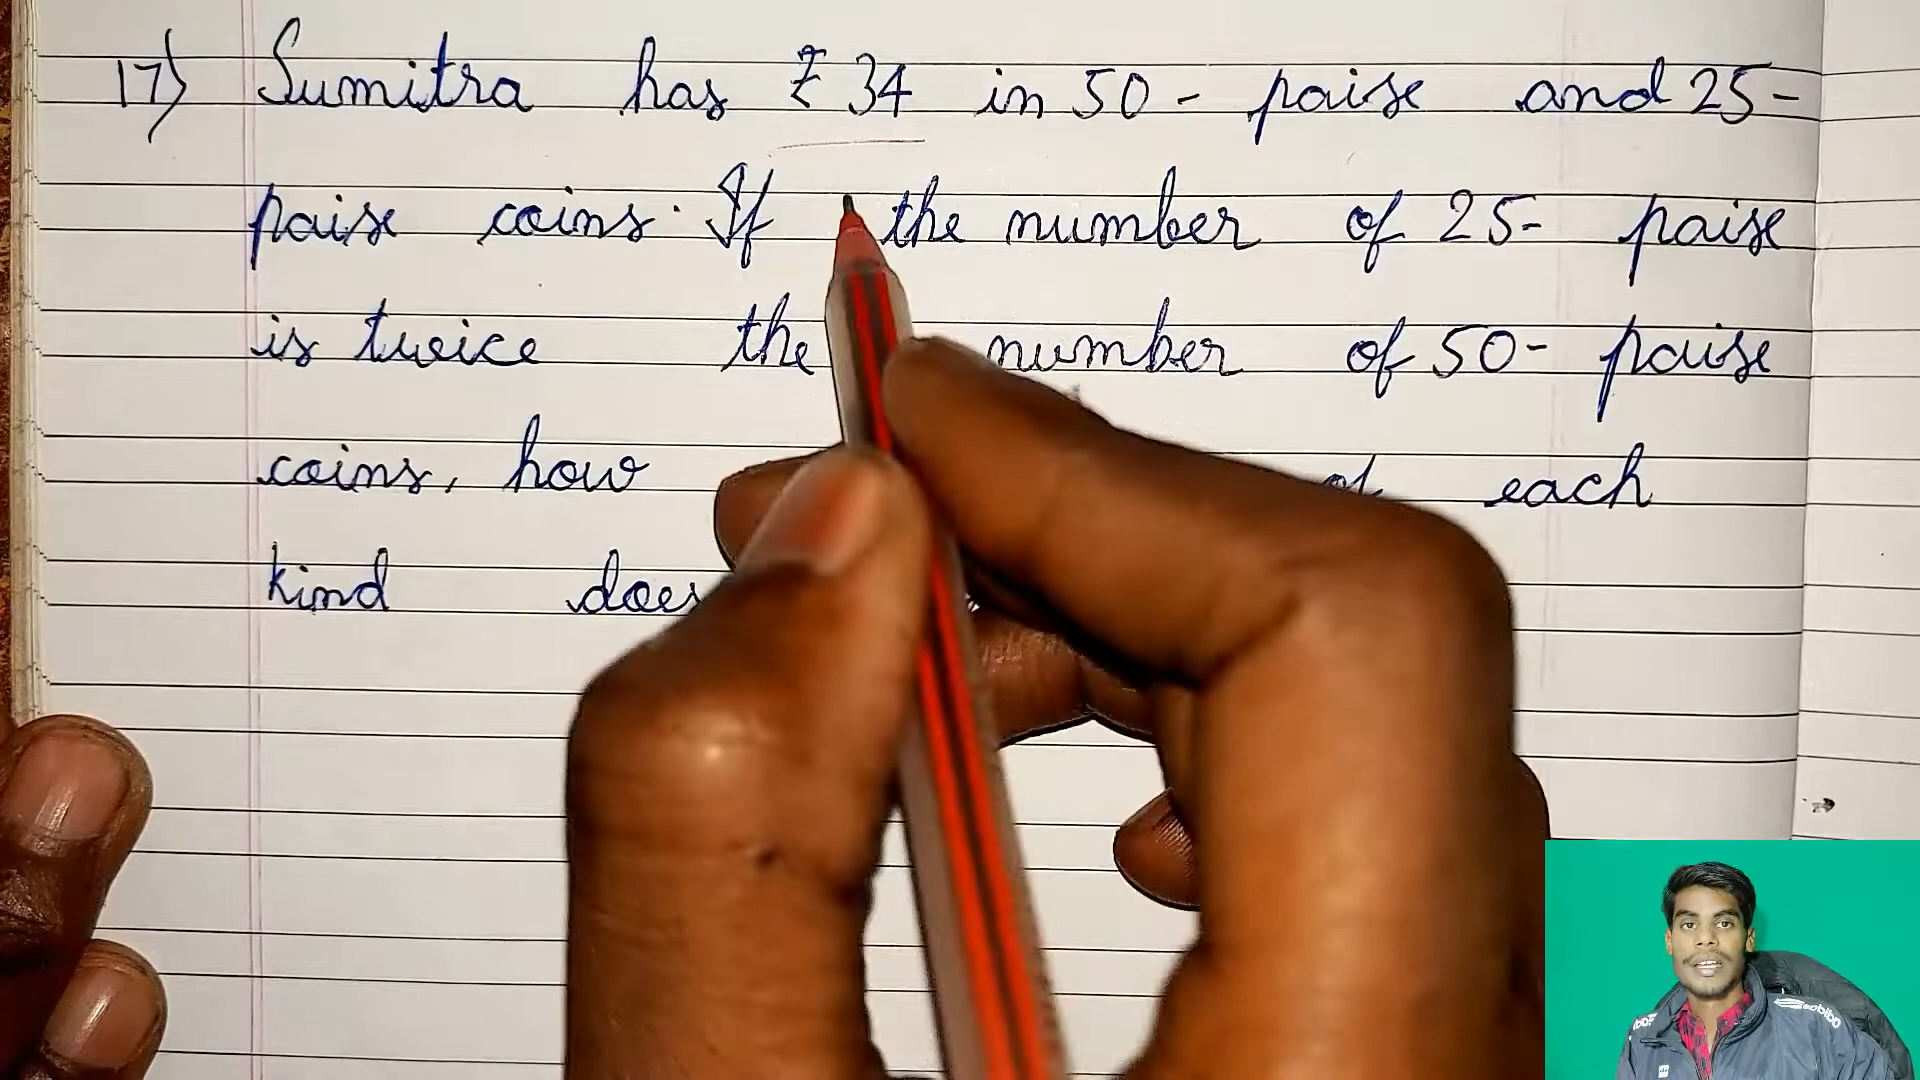 17) Sumitra has ₹ 34 in 50- paise and 25-
paise coins. If the number of 25- paise
is twice the number of 50- paise
coins, how of each
kind does